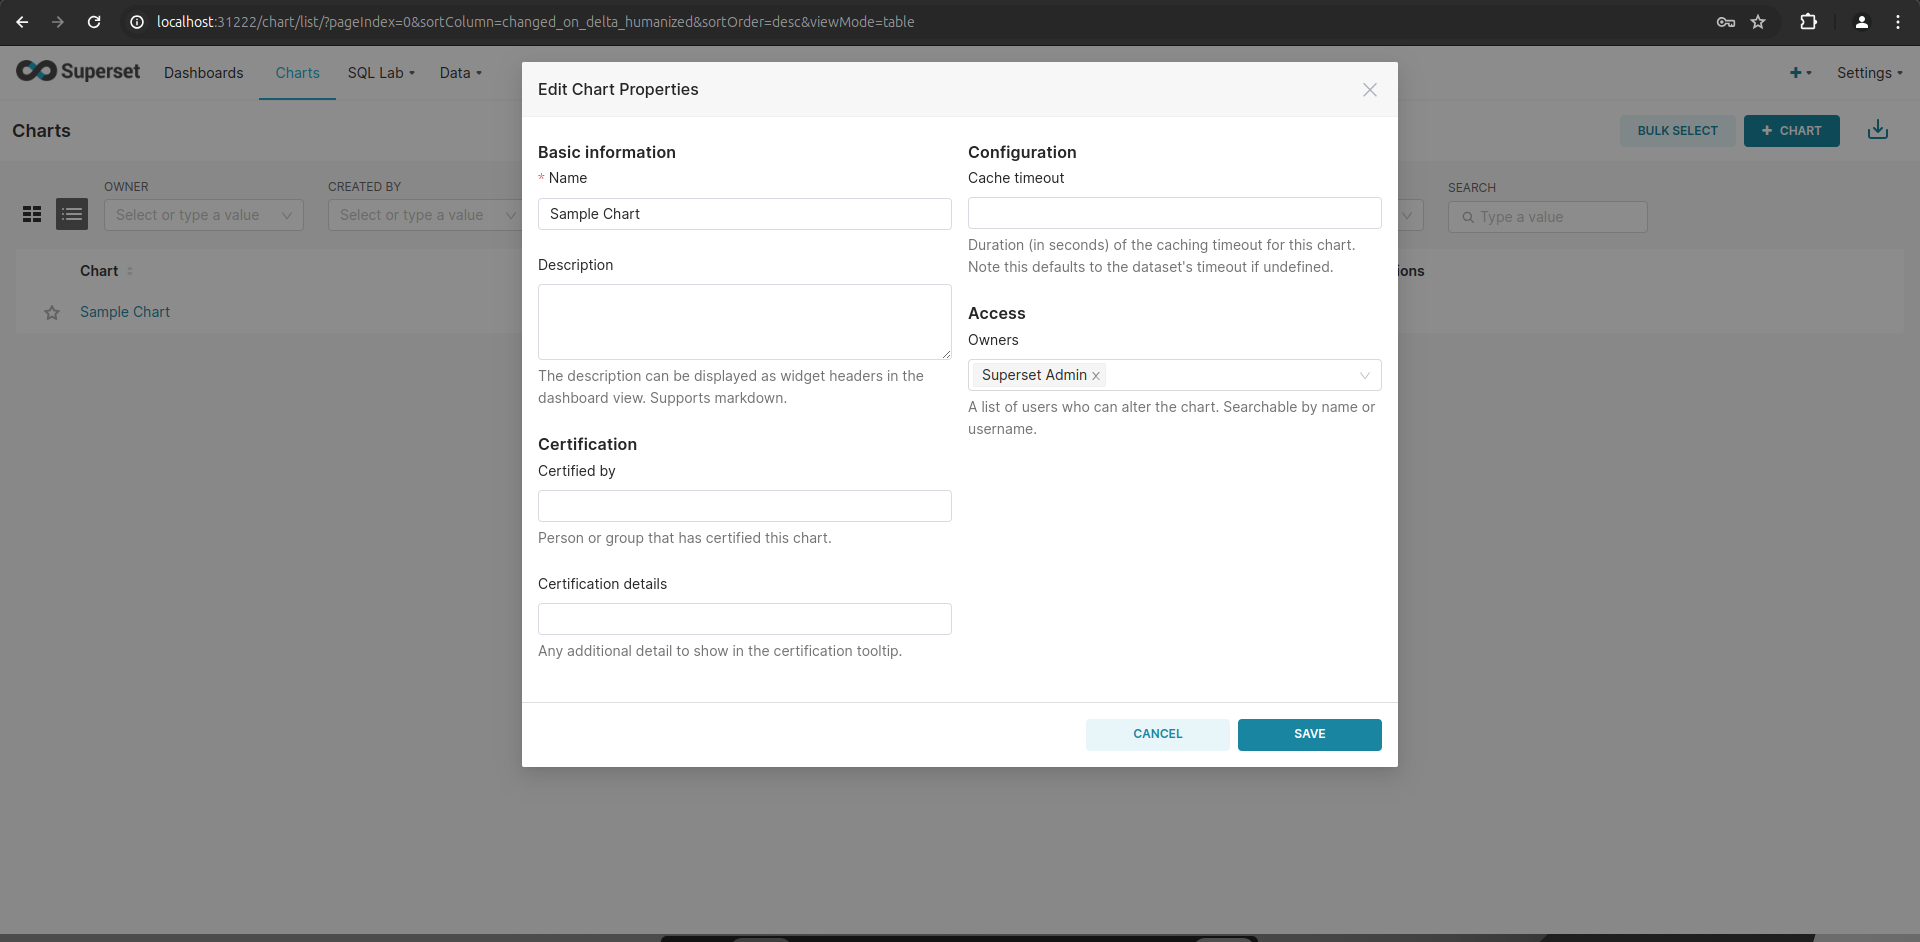 localhost:31222/chart/list/?pageIndex=0&sortColumn=changed_on_delta_humanized&sortOrder=desc&viewMode=table
Superset
Dashboards
Charts
SQL Lab
Data
Settings
Charts
BULK SELECT
+ CHART
OWNER
Select or type a value
CREATED BY
Select or type a value
SEARCH
Type a value
Chart
Sample Chart
Edit Chart Properties
Basic information
* Name
Sample Chart
Description
The description can be displayed as widget headers in the
dashboard view. Supports markdown.
Certification
Certified by
Person or group that has certified this chart.
Certification details
Any additional detail to show in the certification tooltip.
Configuration
Cache timeout
Duration (in seconds) of the caching timeout for this chart.
Note this defaults to the dataset's timeout if undefined.
Access
Owners
Superset Admin
A list of users who can alter the chart. Searchable by name or
username.
CANCEL
SAVE